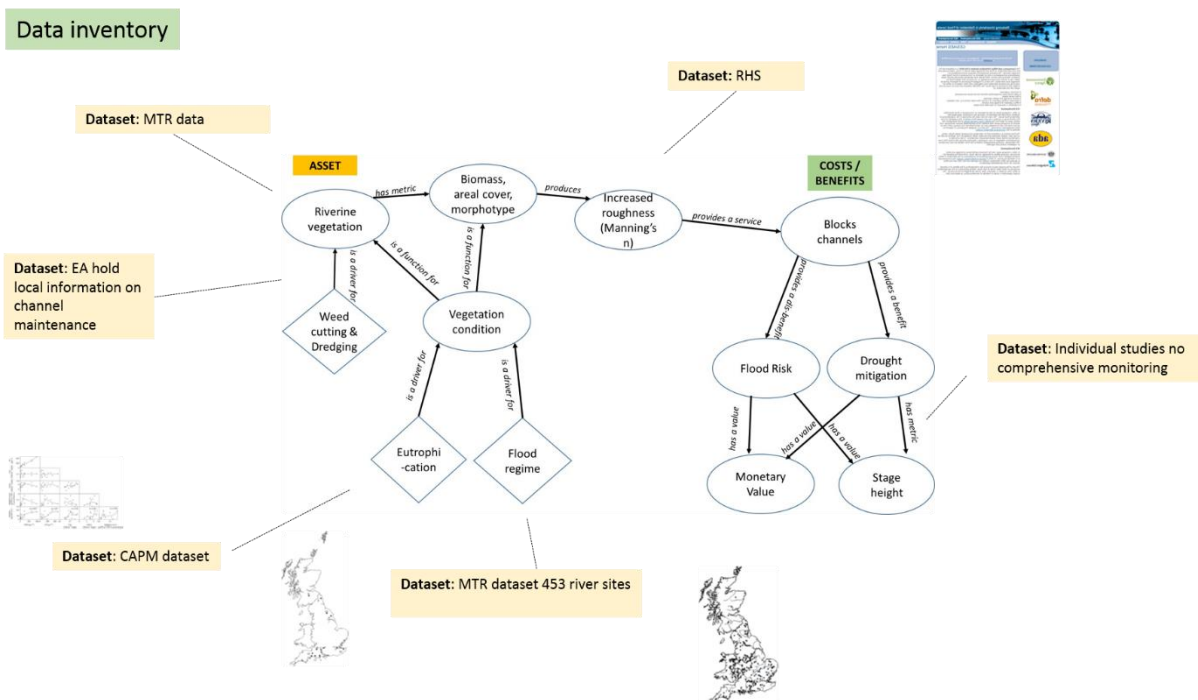 Data inventory
Dataset: RHS
Dataset: MTR data
ASSET
COSTS /
BENEFITS
Riverine
vegetation
has metric
Biomass,
areal cover,
morphotype
produces
Increased
roughness
(Manning's
n)
provides a service
Blocks
channels
is a driver for
is a function for
is a function for
provides a dis-benefit
provides a benefit
Dataset: EA hold
local information on
channel
maintenance
Weed
cutting &
Dredging
Vegetation
condition
Flood Risk
Drought
mitigation
Dataset: Individual studies no
comprehensive monitoring
is a driver for
is a driver for
has a value
has a value
has a value
has metric
Eutrophi
-cation
Flood
regime
Monetary
Value
Stage
height
Dataset: CAPM dataset
Dataset: MTR dataset 453 river sites